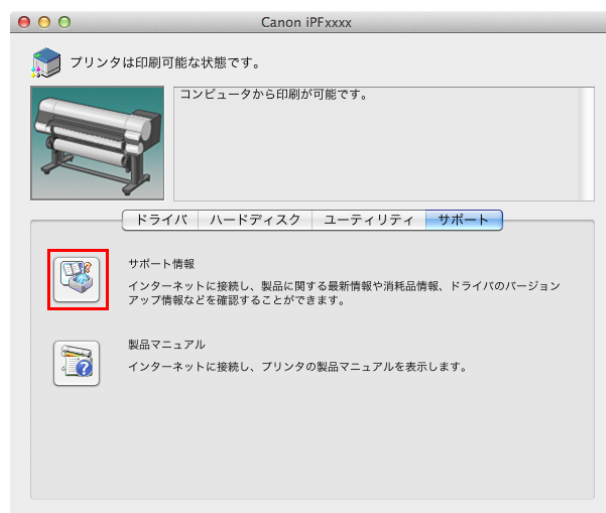 Canon iPFxxxx
プリンタは印刷可能な状態です。
コンピュータから印刷が可能です。
ドライバ ハードディスク ユーティリティ サポート
サポート情報
インターネットに接続し、製品に関する最新情報や消耗品情報、ドライバのバージョン
アップ情報などを確認することができます。
製品マニュアル
インターネットに接続し、プリンタの製品マニュアルを表示します。